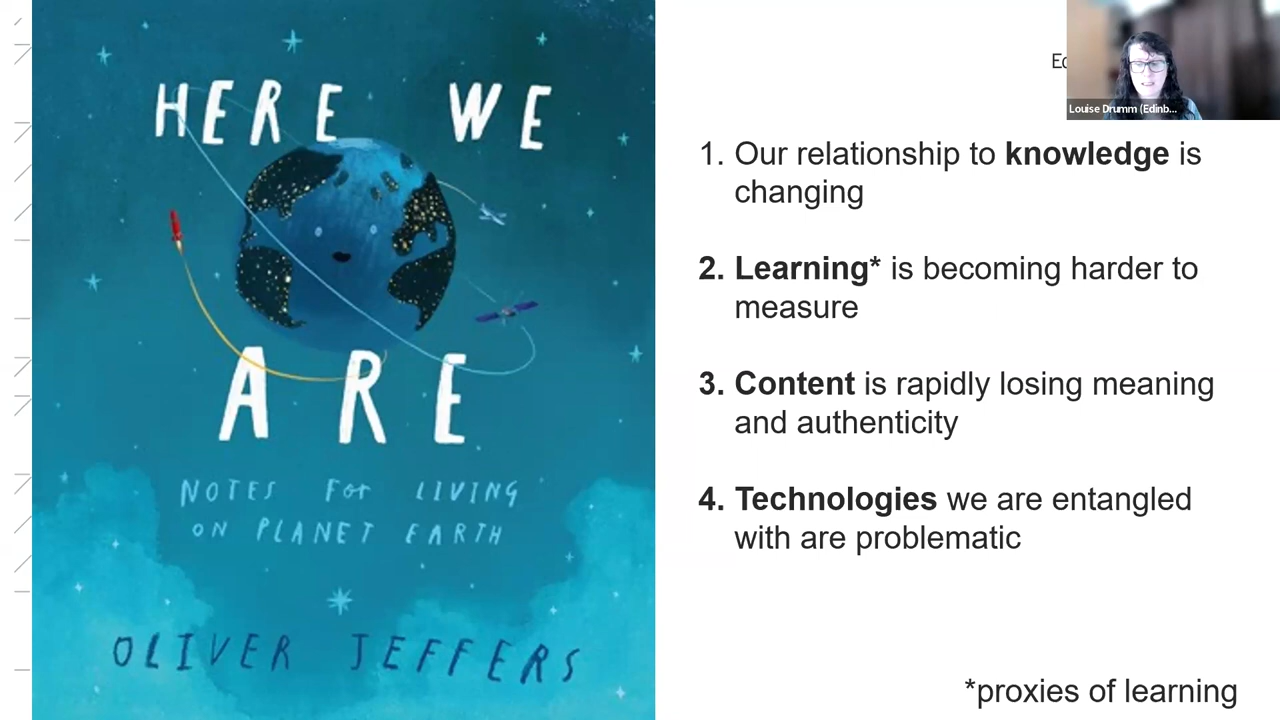 HERE WE
ARE
NOTES FOR LIVING
ON PLANET EARTH
OLIVER JEFFERS
Louise Drumm (Edinb...
1. Our relationship to knowledge is
changing
2. Learning* is becoming harder to
measure
3. Content is rapidly losing meaning
and authenticity
4. Technologies we are entangled
with are problematic
*proxies of learning